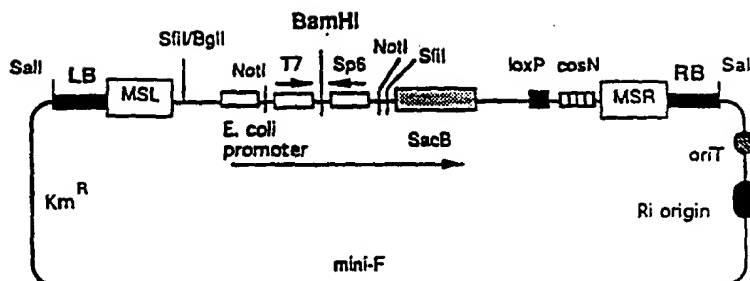 BamHI
SfiI/BglI
SalI
LB
MSL
NotI
T7
Sp6
NotI
SfiI
loxP
cosN
MSR
RB
Sal
E. coli
promoter
SacB
oriT
Km R
Ri origin
mini-F